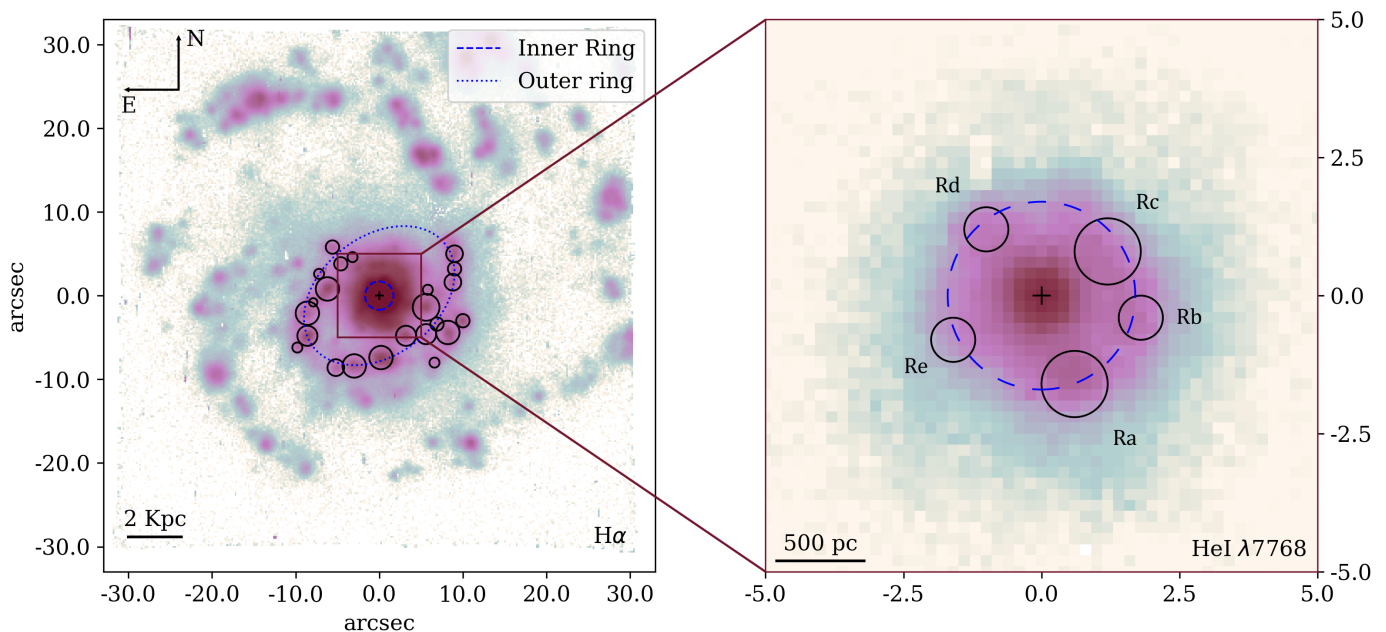 30.0
20.0
10.0
0.0
-10.0
-20.0
-30.0
arcsec
-30.0 -20.0 -10.0 0.0 10.0 20.0 30.0
arcsec
N
E
Inner Ring
Outer ring
2 Kpc
Hα
Rd
Rc
Rb
Re
Ra
500 pc
HeI λ7768
5.0
2.5
0.0
-2.5
-5.0
-5.0 -2.5 0.0 2.5 5.0